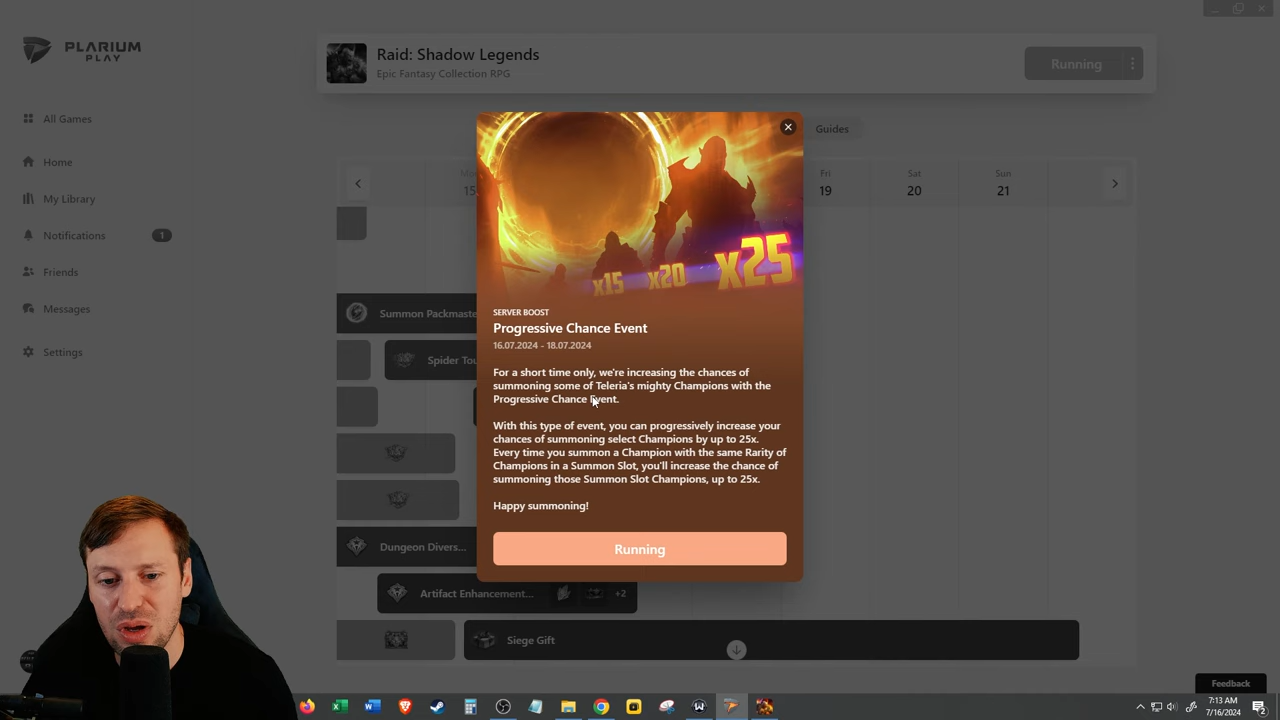 PLARIUM
PLAY
Raid: Shadow Legends
Epic Fantasy Collection RPG
Running
All Games
Home
My Library
Notifications
1
Friends
Messages
Settings
Guides
15
Fri
19
Sat
20
Sun
21
x15 x20 x25
SERVER BOOST
Progressive Chance Event
16.07.2024 - 18.07.2024
For a short time only, we're increasing the chances of
summoning some of Teleria's mighty Champions with the
Progressive Chance Event.
With this type of event, you can progressively increase your
chances of summoning select Champions by up to 25x.
Every time you summon a Champion with the same Rarity of
Champions in a Summon Slot, you'll increase the chance of
summoning those Summon Slot Champions, up to 25x.
Happy summoning!
Running
Summon Packmaste
Spider Tou
Dungeon Divers...
Artifact Enhancement...
+2
Siege Gift
Feedback
7:13 AM
7/16/2024
2